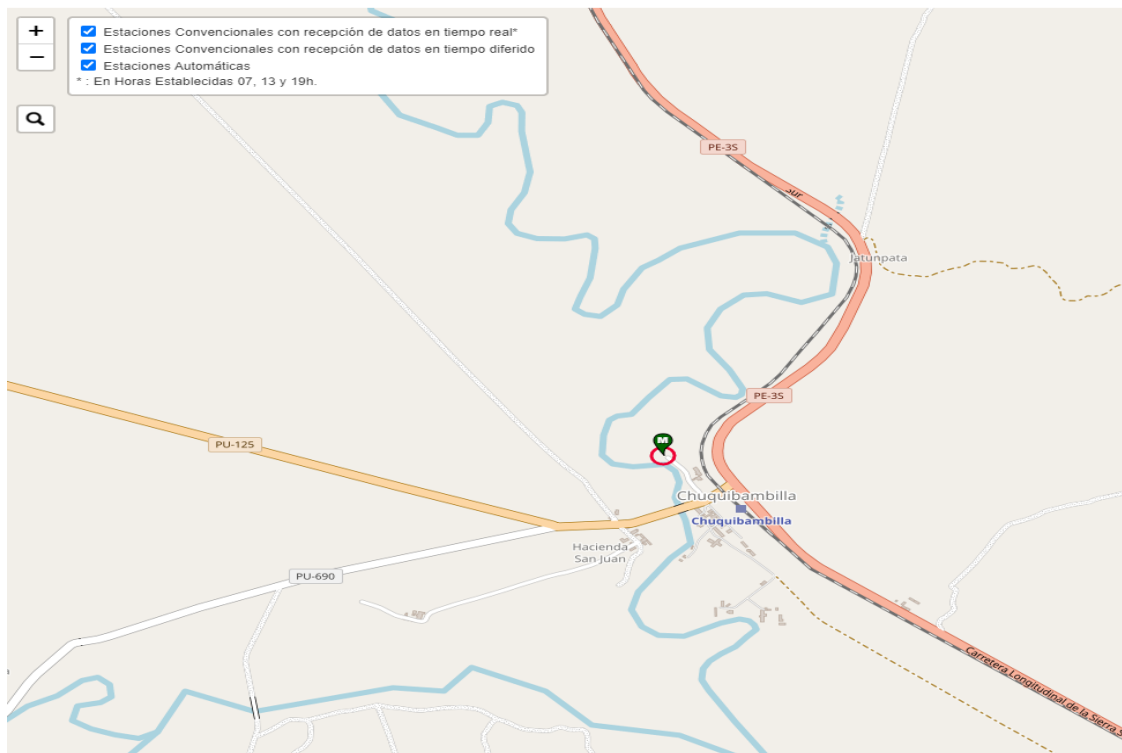 +
−
Estaciones Convencionales con recepción de datos en tiempo real*
Estaciones Convencionales con recepción de datos en tiempo diferido
Estaciones Automáticas
* : En Horas Establecidas 07, 13 y 19h.
PE-3S
Sur
Jatunpata
PE-3S
M
PU-125
Chuquibambilla
Chuquibambilla
Hacienda
San Juan
PU-690
Carretera Longitudinal de la Sierra S
a